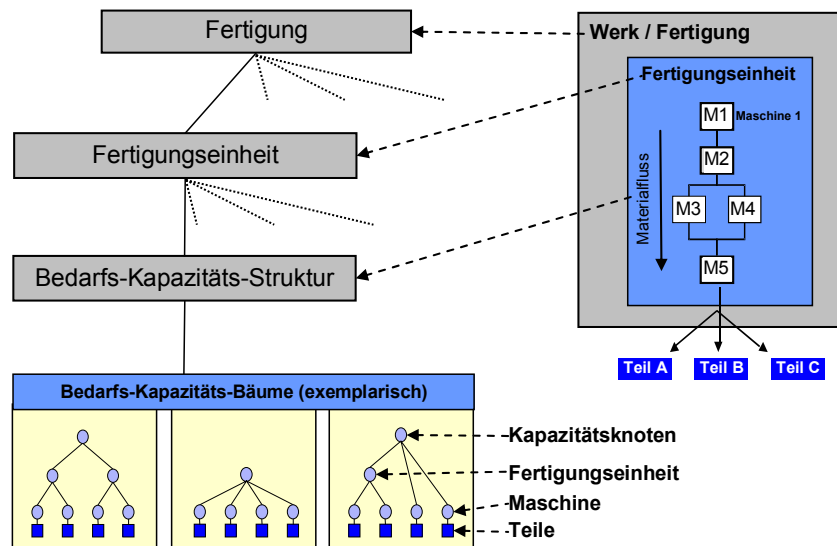 Fertigung
Werk / Fertigung
Fertigungseinheit
M1
Maschine 1
M2
M3
M4
M5
Materialfluss
Fertigungseinheit
Bedarfs-Kapazitäts-Struktur
Teil A
Teil B
Teil C
Bedarfs-Kapazitäts-Bäume (exemplarisch)
Kapazitätsknoten
Fertigungseinheit
Maschine
Teile